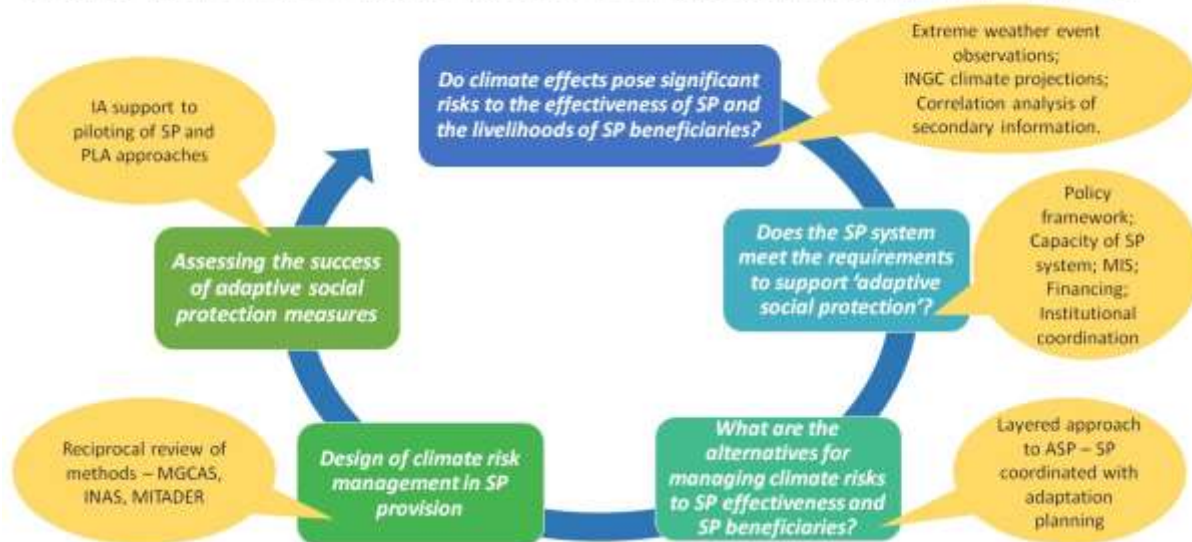 Do climate effects pose significant
risks to the effectiveness of SP and
the livelihoods of SP beneficiaries?
Extreme weather event
observations;
INGC climate projections;
Correlation analysis of
secondary information.
Does the SP system
meet the requirements
to support ‘adaptive
social protection’?
Policy
framework;
Capacity of SP
system; MIS;
Financing;
Institutional
coordination
What are the
alternatives for
managing climate risks
to SP effectiveness and
SP beneficiaries?
Layered approach
to ASP – SP
coordinated with
adaptation
planning
Design of climate risk
management in SP
provision
Reciprocal review of
methods – MGCAS,
INAS, MITADER
Assessing the success
of adaptive social
protection measures
IA support to
piloting of SP and
PLA approaches